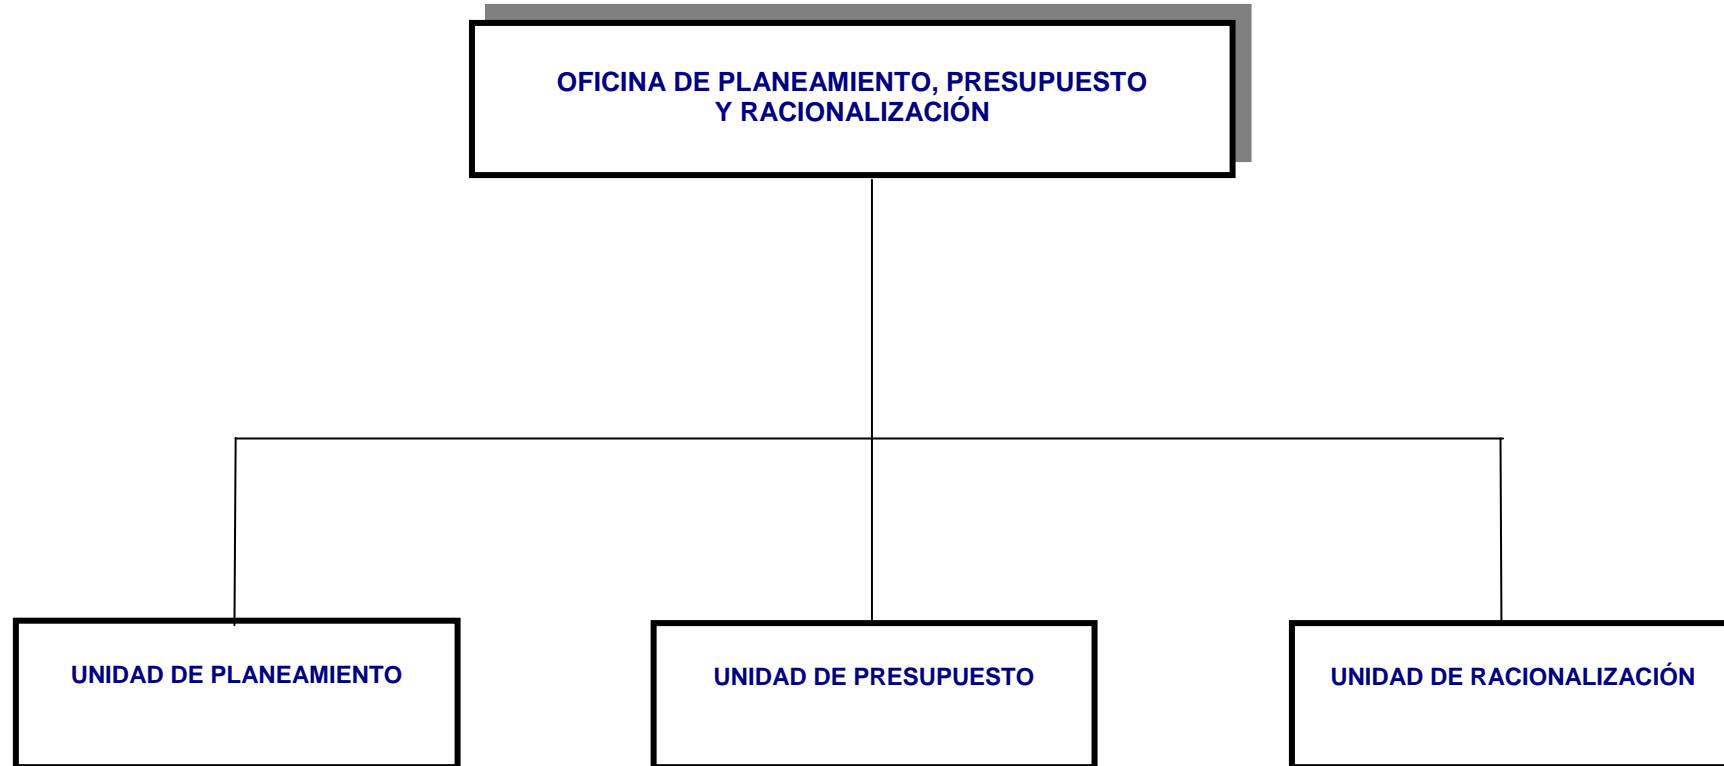 OFICINA DE PLANEAMIENTO, PRESUPUESTO
Y RACIONALIZACIÓN
UNIDAD DE PLANEAMIENTO
UNIDAD DE PRESUPUESTO
UNIDAD DE RACIONALIZACIÓN